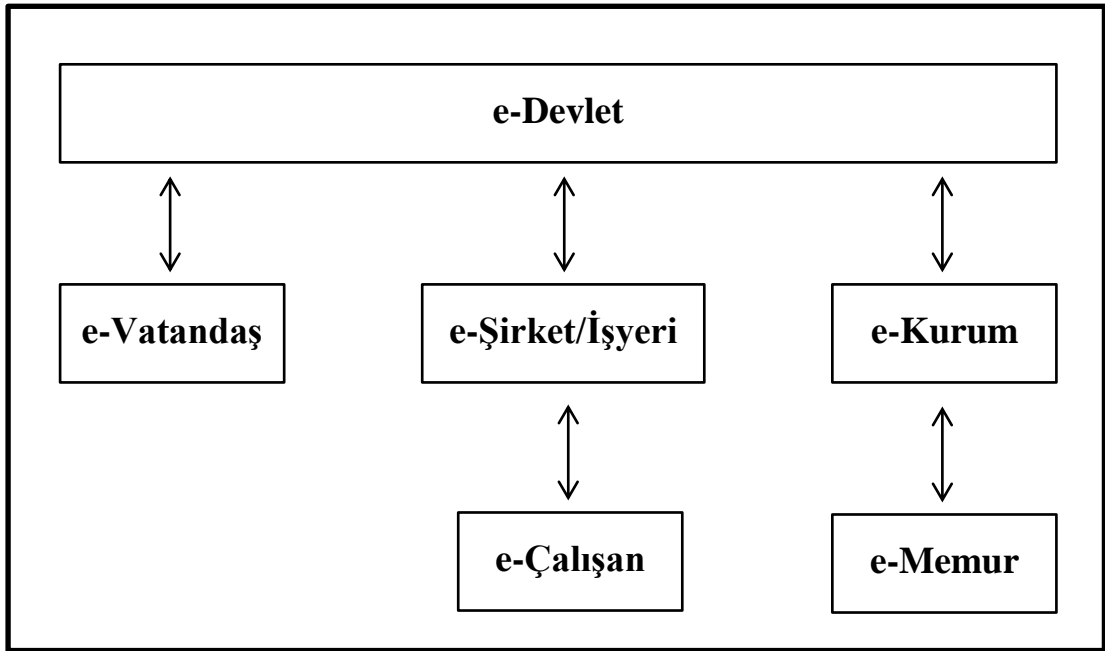 e-Devlet
e-Vatandaş
e-Şirket/İşyeri
e-Kurum
e-Çalışan
e-Memur